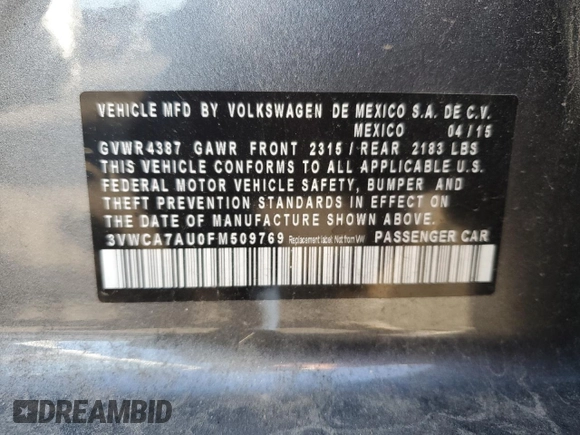 VEHICLE MFD BY VOLKSWAGEN DE MEXICO S.A. DE C.V.
MEXICO 04/15
GVWR4387 GAWR FRONT 2315/REAR 2183 LBS
THIS VEHICLE CONFORMS TO ALL APPLICABLE U.S.
FEDERAL MOTOR VEHICLE SAFETY, BUMPER AND
THEFT PREVENTION STANDARDS IN EFFECT ON
THE DATE OF MANUFACTURE SHOWN ABOVE
3VWCA7AU0FM509769 Replacement label. Not from VW PASSENGER CAR
DREAMBID